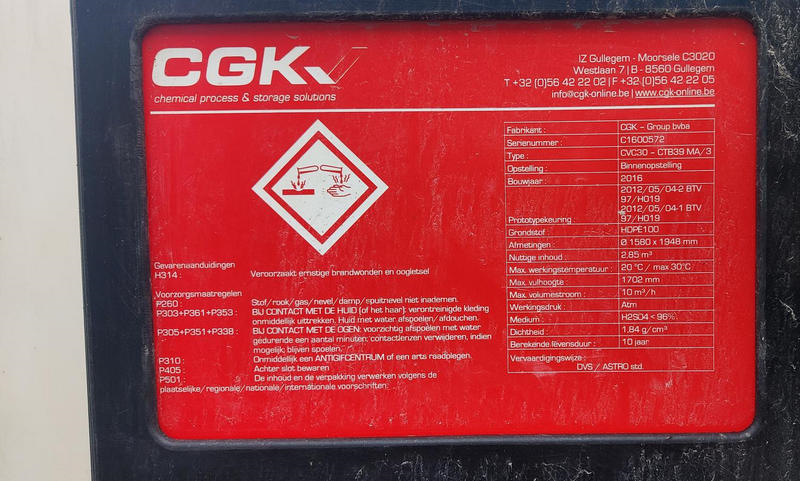 CGK
chemical process & storage solutions
IZ Gullegem - Moorsele C3020
Westlaan 7 | B - 8560 Gullegem
T +32 (0)56 42 22 02 | F +32 (0)56 42 22 05
info@cgk-online.be | www.cgk-online.be
Fabrikant : CGK - Group bvba
Serienummer : C1600572
Type : CVC30 - CTB39 MA/3
Opstelling : Binnenopstelling
Bouwjaar : 2016
2012/05/04-2 BTV
97/H019
2012/05/04-1 BTV
Prototypekeuring : 97/H019
Grondstof : HDPE100
Afmetingen : Ø 1580 x 1948 mm
Nuttige inhoud : 2,85 m³
Max. werkingstemperatuur : 20 °C / max 30°C
Max. vulhoogte : 1702 mm
Max. volumestroom : 10 m³/h
Werkingsdruk : Atm
Medium : H2SO4 < 96%
Dichtheid : 1,84 g/cm³
Berekende levensduur : 10 jaar
Vervaardigingswijze :
DVS / ASTRO std.
Gevarenaanduidingen
H314 : Veroorzaakt ernstige brandwonden en oogletsel
Voorzorgsmaatregelen
P260 : Stof/rook/gas/nevel/damp/spuitnevel niet inademen.
P303+P361+P353 : BIJ CONTACT MET DE HUID (of het haar): verontreinigde kleding
onmiddellijk uittrekken. Huid met water afspoelen/afdouchen.
P305+P351+P338 : BIJ CONTACT MET DE OGEN: voorzichtig afspoelen met water
gedurende een aantal minuten; contactlenzen verwijderen, indien
mogelijk; blijven spoelen.
P310 : Onmiddellijk een ANTIGIFCENTRUM of een arts raadplegen.
P405 : Achter slot bewaren
P501 : De inhoud en de verpakking verwerken volgens de
plaatselijke/regionale/nationale/internationale voorschriften.